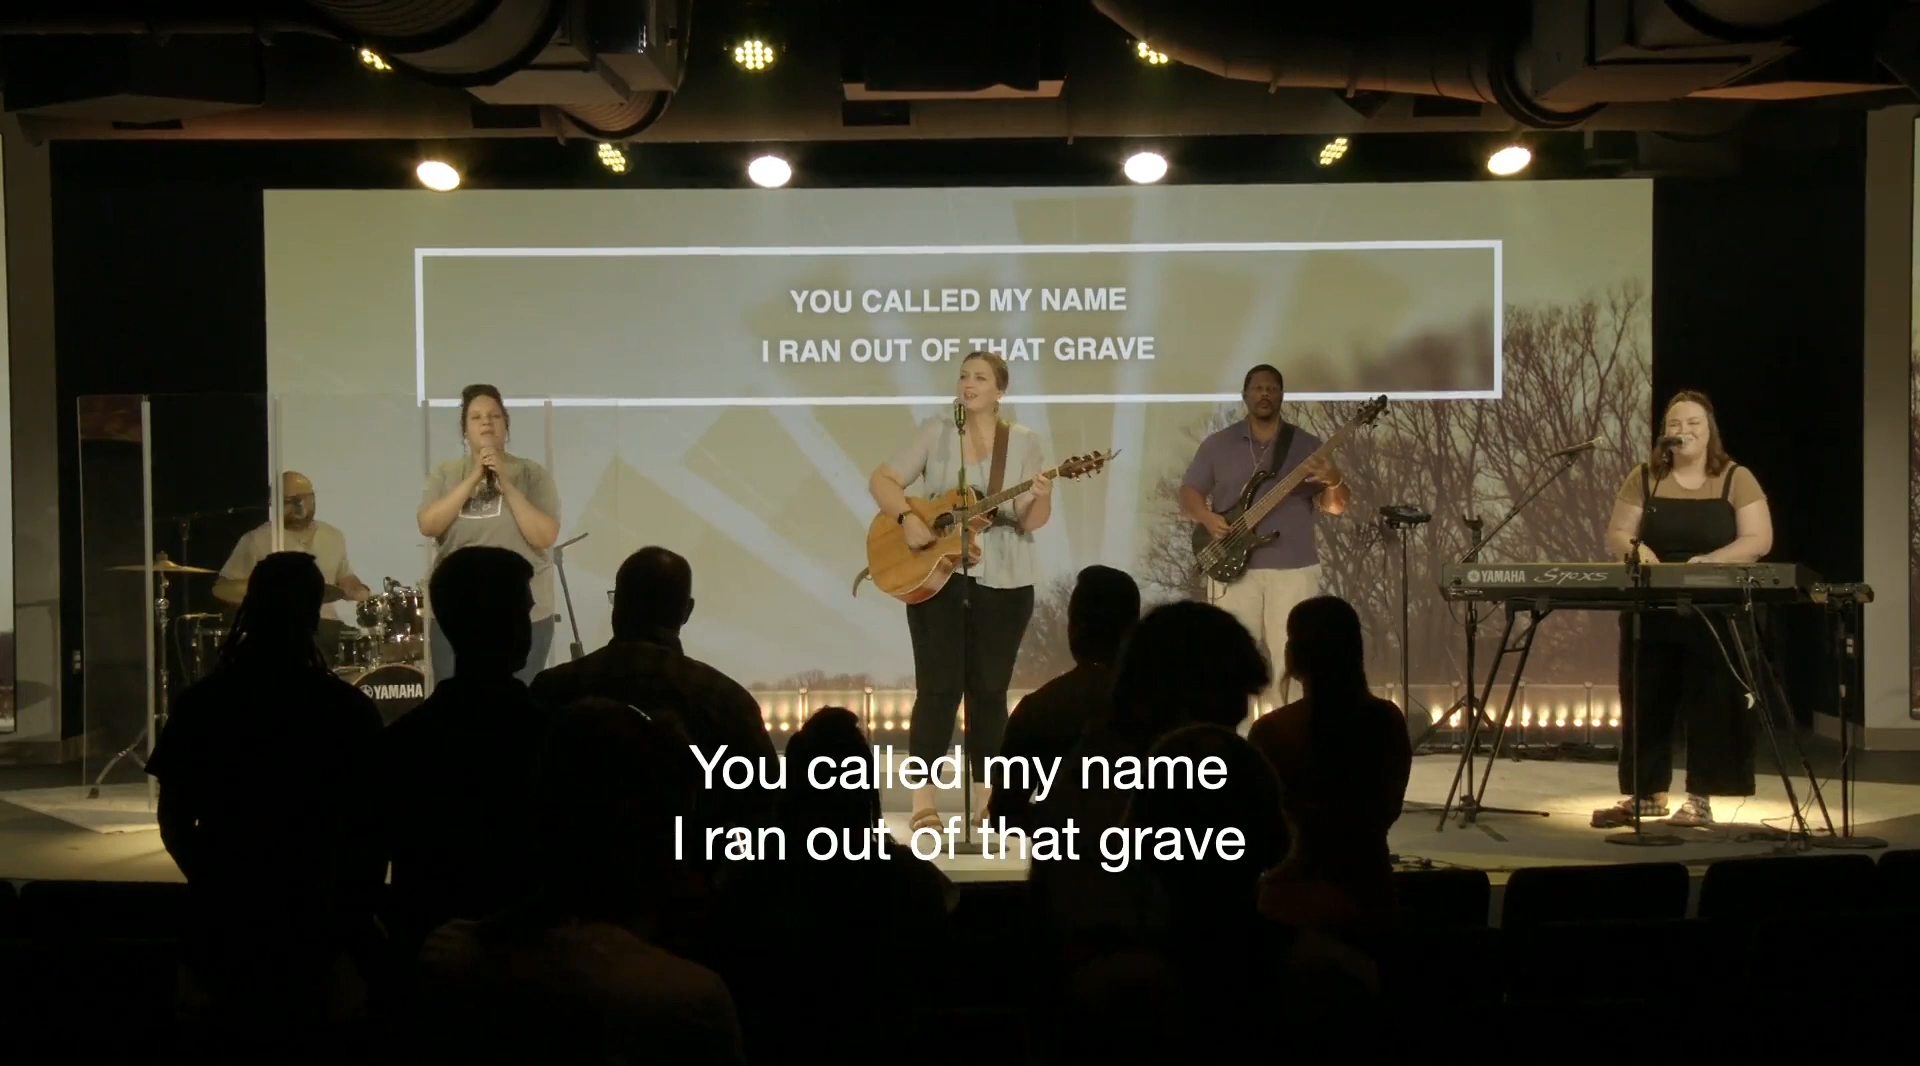 YOU CALLED MY NAME
I RAN OUT OF THAT GRAVE
YAMAHA S70XS
YAMAHA
You called my name
I ran out of that grave